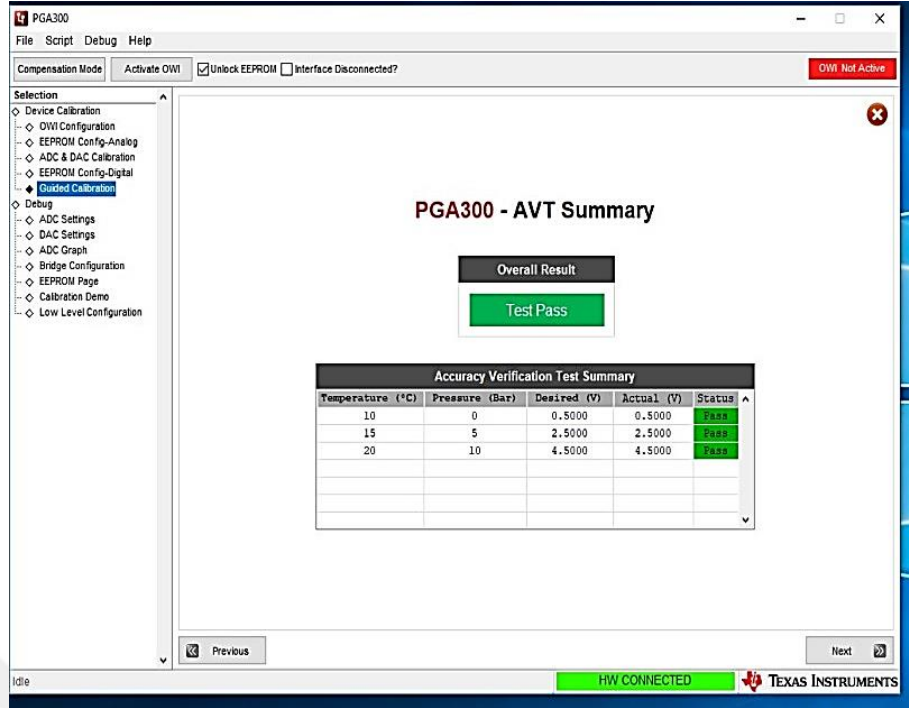 PGA300
File Script Debug Help
Compensation Mode Activate OWI Unlock EEPROM Interface Disconnected? OWI Not Active
Selection
Device Calibration
OWI Configuration
EEPROM Config-Analog
ADC & DAC Calibration
EEPROM Config-Digital
Guided Calibration
Debug
ADC Settings
DAC Settings
ADC Graph
Bridge Configuration
EEPROM Page
Calibration Demo
Low Level Configuration
PGA300 - AVT Summary
Overall Result
Test Pass
Accuracy Verification Test Summary
Temperature (°C) Pressure (Bar) Desired (V) Actual (V) Status
10 0 0.5000 0.5000 Pass
15 5 2.5000 2.5000 Pass
20 10 4.5000 4.5000 Pass
Previous Next
Idle HW CONNECTED TEXAS INSTRUMENTS